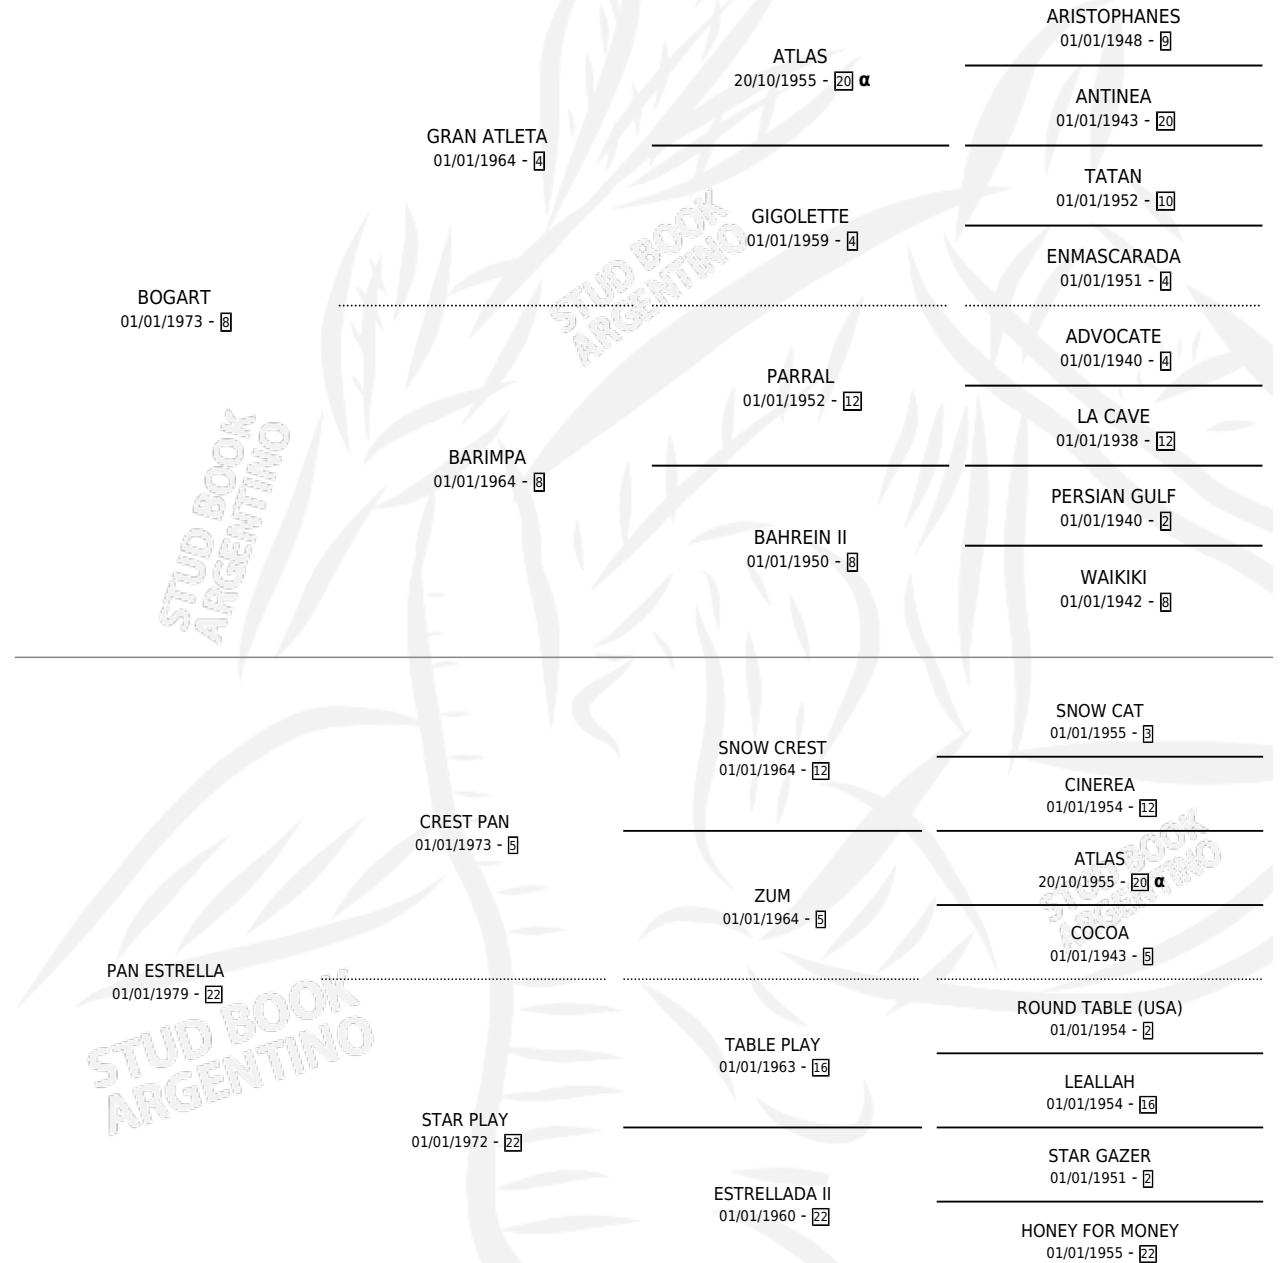 ARISTOPHANES
01/01/1948 - 9
ATLAS
20/10/1955 - 20 α
ANTINEA
01/01/1943 - 20
GRAN ATLETA
01/01/1964 - 4
TATAN
01/01/1952 - 10
GIGOLETTE
01/01/1959 - 4
ENMASCARADA
01/01/1951 - 4
BOGART
01/01/1973 - 8
ADVOCATE
01/01/1940 - 4
PARRAL
01/01/1952 - 12
LA CAVE
01/01/1938 - 12
BARIMPA
01/01/1964 - 8
PERSIAN GULF
01/01/1940 - 2
BAHREIN II
01/01/1950 - 8
WAIKIKI
01/01/1942 - 8
SNOW CAT
01/01/1955 - 3
SNOW CREST
01/01/1964 - 12
CINEREA
01/01/1954 - 12
CREST PAN
01/01/1973 - 5
ATLAS
20/10/1955 - 20 α
ZUM
01/01/1964 - 5
COCOA
01/01/1943 - 5
PAN ESTRELLA
01/01/1979 - 22
ROUND TABLE (USA)
01/01/1954 - 2
TABLE PLAY
01/01/1963 - 16
LEALLAH
01/01/1954 - 16
STAR PLAY
01/01/1972 - 22
STAR GAZER
01/01/1951 - 2
ESTRELLADA II
01/01/1960 - 22
HONEY FOR MONEY
01/01/1955 - 22
STUD BOOK
ARGENTINO
STUD BOOK
ARGENTINO
STUD BOOK
ARGENTINO
STUD BOOK
ARGENTINO